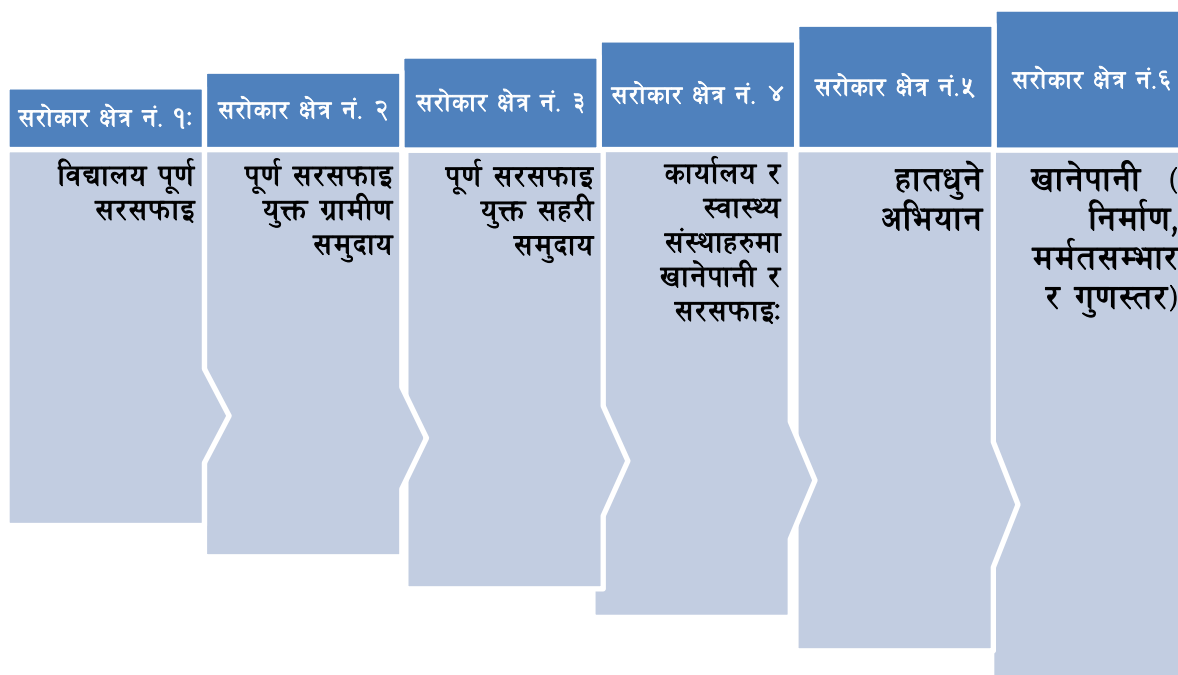 सरोकार क्षेत्र नं. १:
विद्यालय पूर्ण
सरसफाइ
सरोकार क्षेत्र नं. २
पूर्ण सरसफाइ
युक्त ग्रामीण
समुदाय
सरोकार क्षेत्र नं. ३
पूर्ण सरसफाइ
युक्त सहरी
समुदाय
सरोकार क्षेत्र नं. ४
कार्यालय र
स्वास्थ्य
संस्थाहरुमा
खानेपानी र
सरसफाइ:
सरोकार क्षेत्र नं.५
हातधुने
अभियान
सरोकार क्षेत्र नं.६
खानेपानी (
निर्माण,
मर्मतसम्भार
र गुणस्तर)